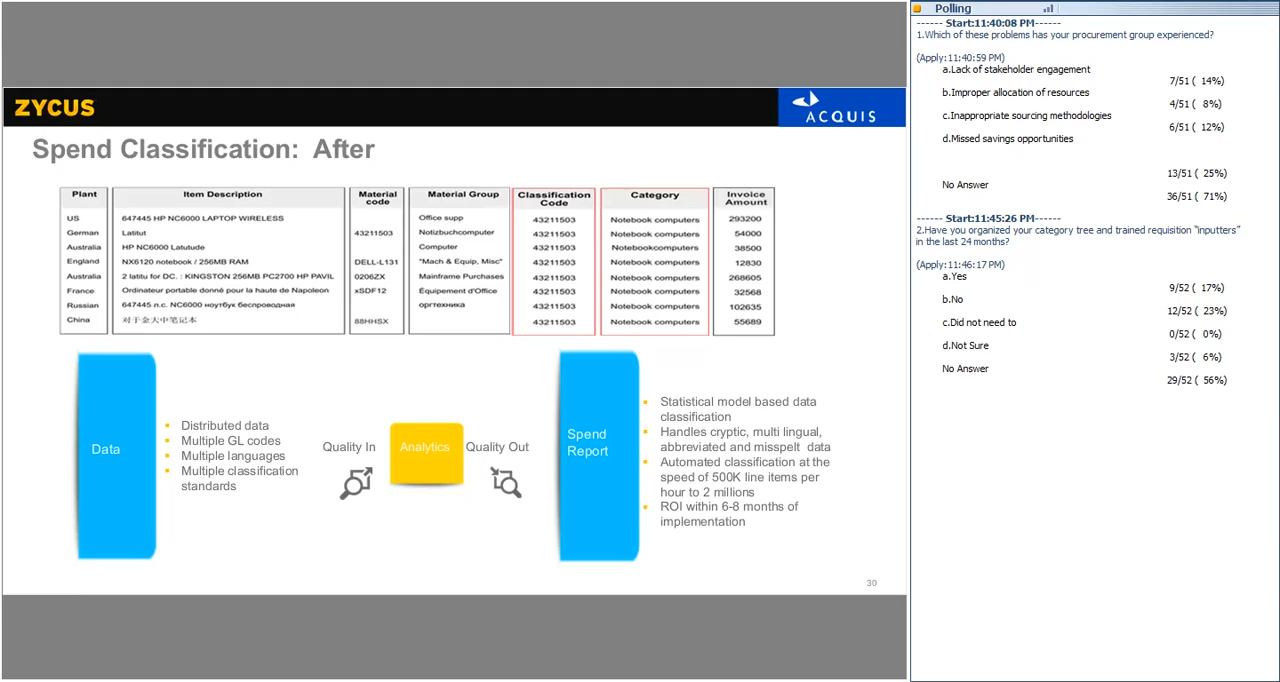 ZYCUS
ACQUIS
Spend Classification: After
Plant Item Description Material code Material Group Classification Code Category Invoice Amount
US 647445 HP NC6000 LAPTOP WIRELESS Office supp 43211503 Notebook computers 293200
German Latitut 43211503 Notizbuchcomputer 43211503 Notebook computers 54000
Australia HP NC6000 Latutude Computer 43211503 Notebookcomputers 38500
England NX6120 notebook / 256MB RAM DELL-L131 "Mach & Equip, Misc" 43211503 Notebook computers 12830
Australia 2 latitu for DC. : KINGSTON 256MB PC2700 HP PAVIL 0206ZX Mainframe Purchases 43211503 Notebook computers 268605
France Ordinateur portable donné pour la haute de Napoleon xSDF12 Équipement d'Office 43211503 Notebook computers 32568
Russian 647445 л.с. NC6000 ноутбук беспроводная оргтехника 43211503 Notebook computers 102635
China 对于金大中笔记本 88HHSX 43211503 Notebook computers 55689
Data
Distributed data
Multiple GL codes
Multiple languages
Multiple classification
standards
Quality In
Analytics
Quality Out
Spend
Report
Statistical model based data
classification
Handles cryptic, multi lingual,
abbreviated and misspelt data
Automated classification at the
speed of 500K line items per
hour to 2 millions
ROI within 6-8 months of
implementation
30
Polling
------ Start:11:40:08 PM------
1.Which of these problems has your procurement group experienced?
(Apply:11:40:59 PM)
a.Lack of stakeholder engagement
7/51 ( 14%)
b.Improper allocation of resources
4/51 ( 8%)
c.Inappropriate sourcing methodologies
6/51 ( 12%)
d.Missed savings opportunities
13/51 ( 25%)
No Answer
36/51 ( 71%)
------ Start:11:45:26 PM------
2.Have you organized your category tree and trained requisition "inputters"
in the last 24 months?
(Apply:11:46:17 PM)
a.Yes
9/52 ( 17%)
b.No
12/52 ( 23%)
c.Did not need to
0/52 ( 0%)
d.Not Sure
3/52 ( 6%)
No Answer
29/52 ( 56%)